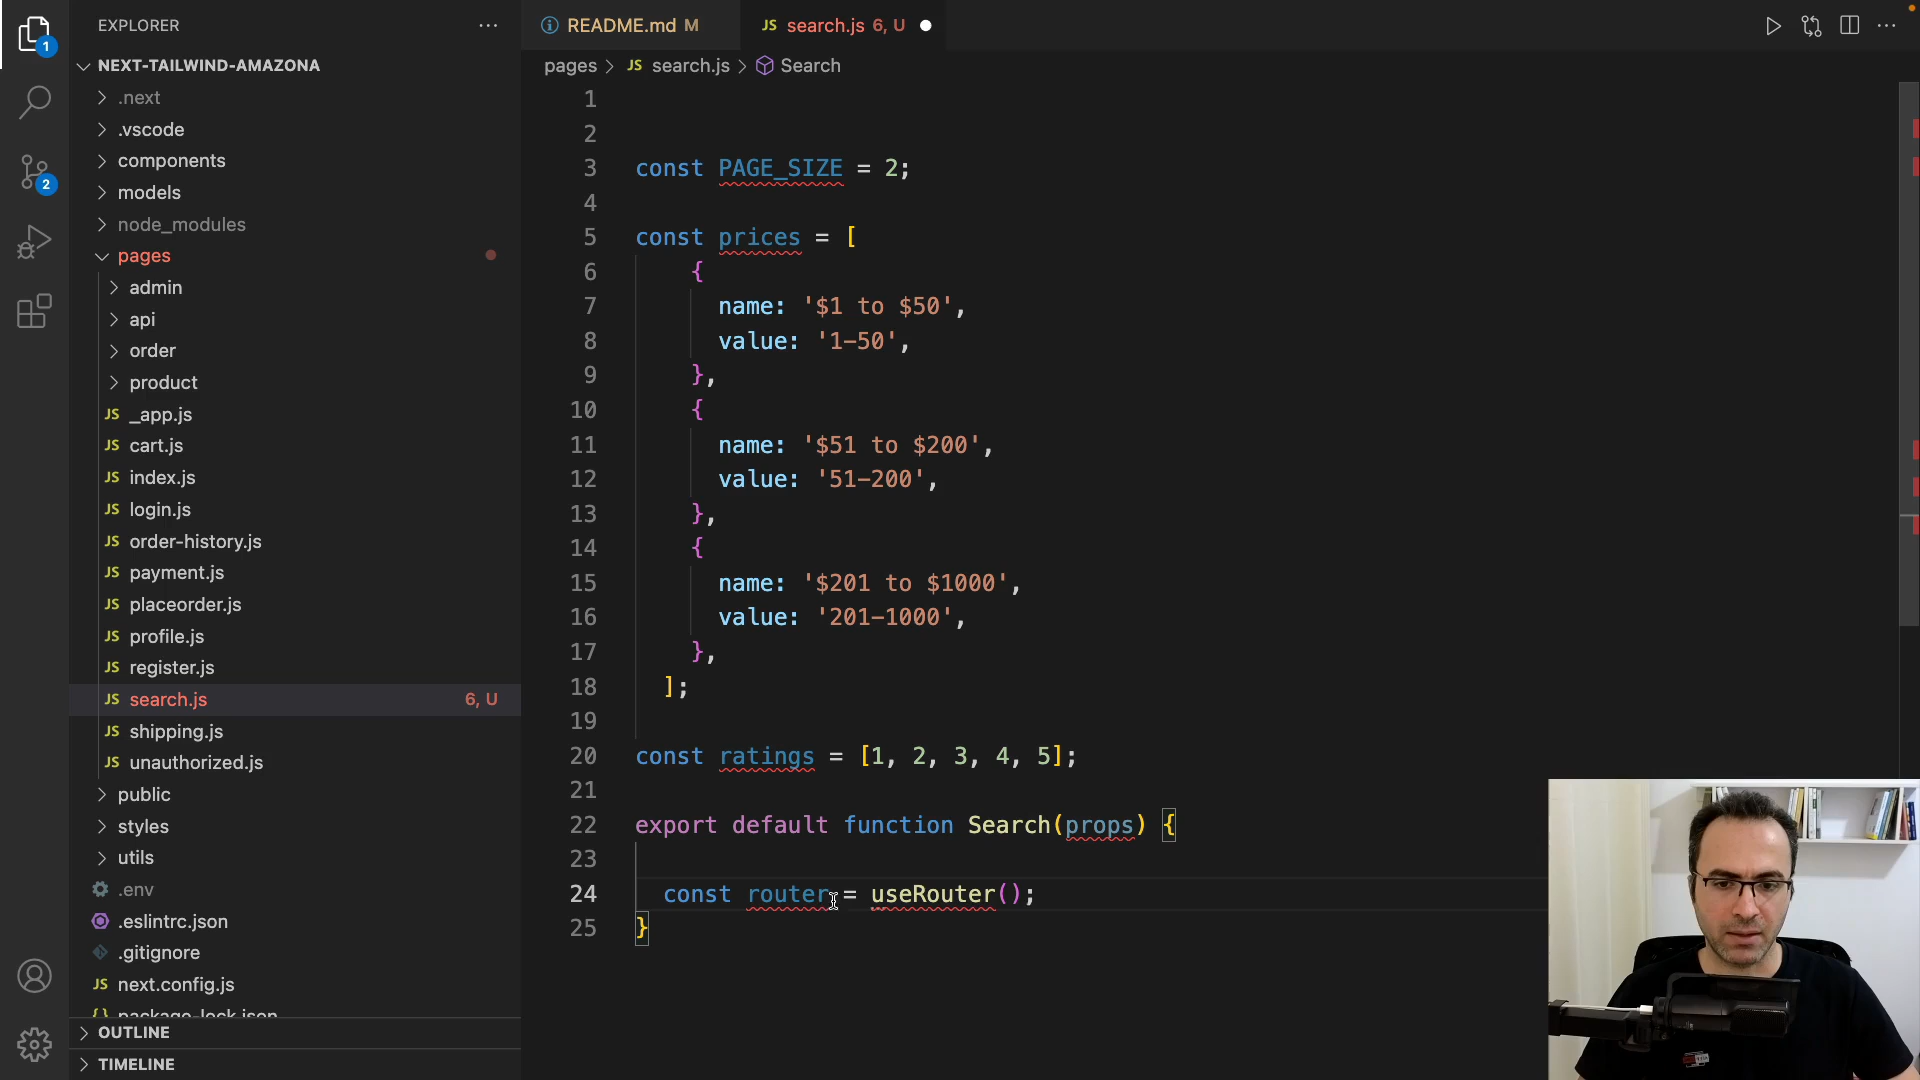 EXPLORER
NEXT-TAILWIND-AMAZONA
.next
.vscode
components
models
node_modules
pages
admin
api
order
product
JS _app.js
JS cart.js
JS index.js
JS login.js
JS order-history.js
JS payment.js
JS placeorder.js
JS profile.js
JS register.js
JS search.js 6, U
JS shipping.js
JS unauthorized.js
public
styles
utils
.env
.eslintrc.json
.gitignore
JS next.config.js
{} package-lock.json
OUTLINE
TIMELINE
1
2
README.md M
JS search.js 6, U
pages > JS search.js > Search
1
2
3 const PAGE_SIZE = 2;
4
5 const prices = [
6 {
7 name: '$1 to $50',
8 value: '1-50',
9 },
10 {
11 name: '$51 to $200',
12 value: '51-200',
13 },
14 {
15 name: '$201 to $1000',
16 value: '201-1000',
17 },
18 ];
19
20 const ratings = [1, 2, 3, 4, 5];
21
22 export default function Search(props) {
23
24 const router = useRouter();
25 }